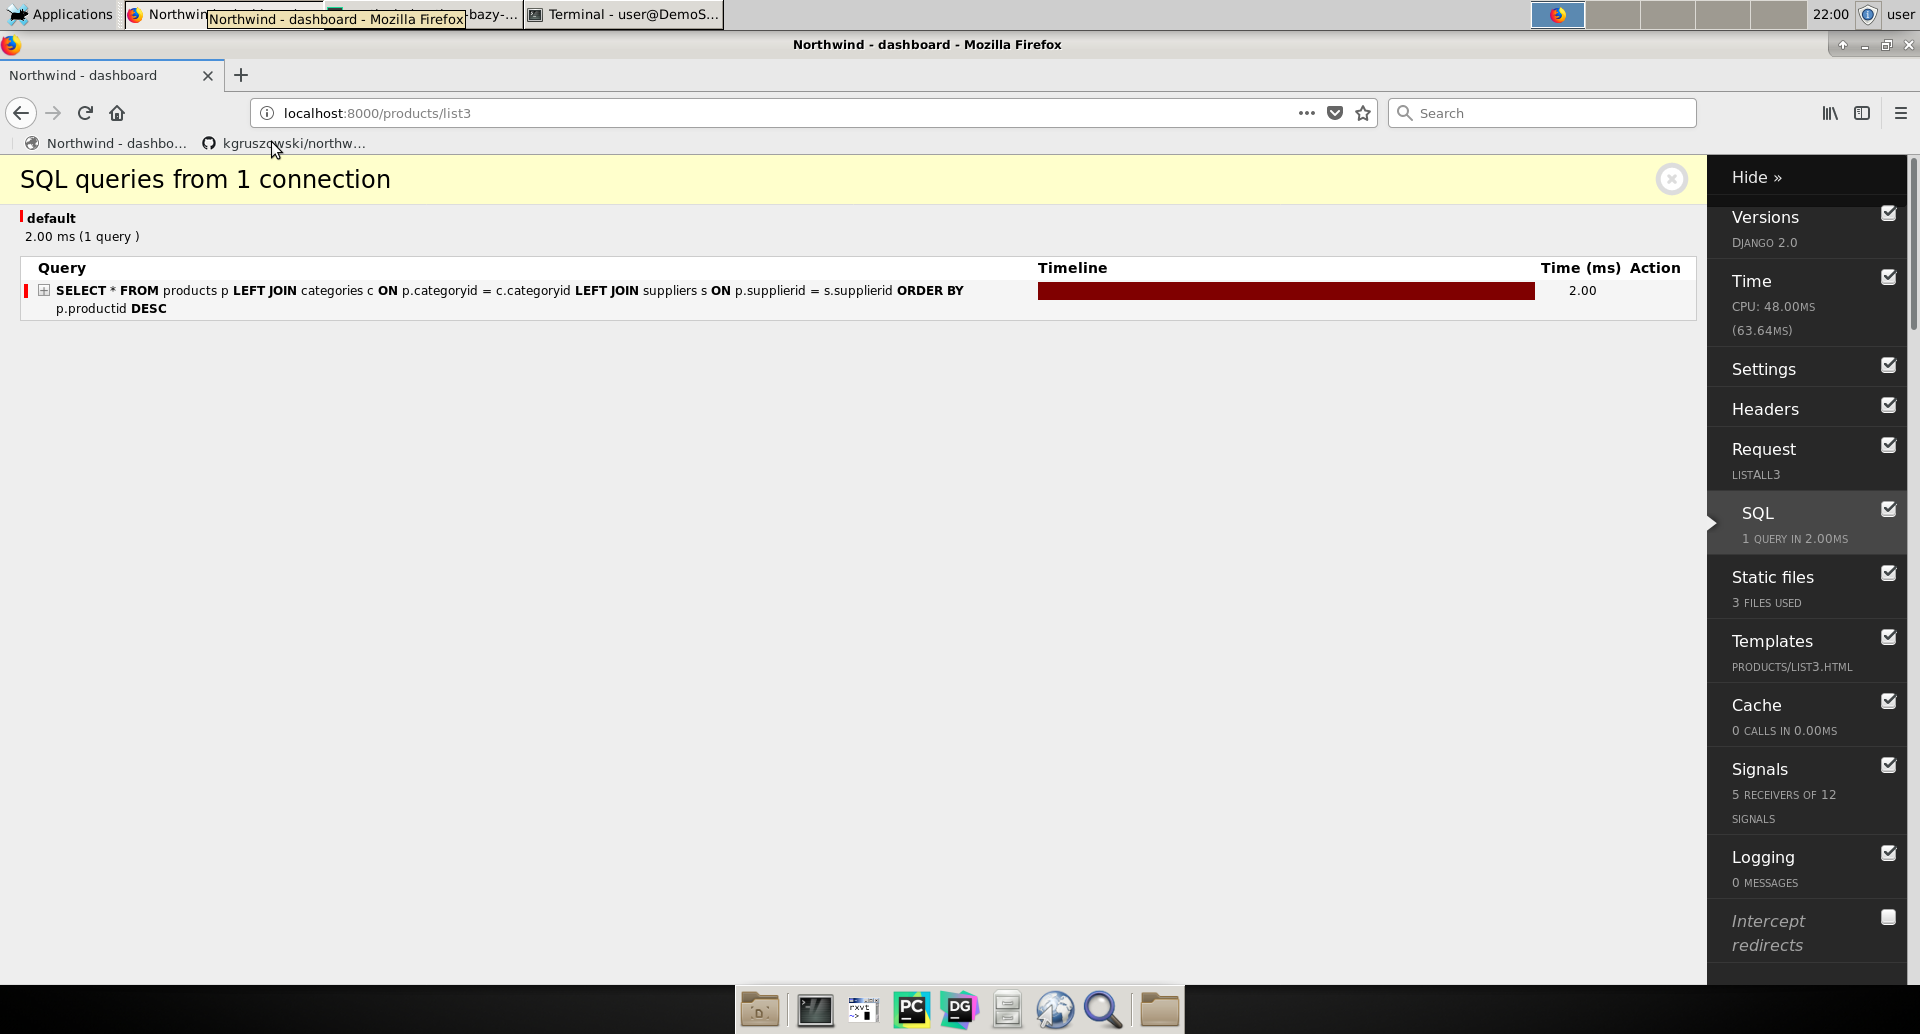 Applications
Northwin
bazy-...
Terminal - user@DemoS...
22:00
user
Northwind - dashboard - Mozilla Firefox
Northwind - dashboard - Mozilla Firefox
Northwind - dashboard
localhost:8000/products/list3
Search
Northwind - dashbo...
kgruszowski/northw...
SQL queries from 1 connection
default
2.00 ms (1 query )
Query Timeline Time (ms) Action
SELECT * FROM products p LEFT JOIN categories c ON p.categoryid = c.categoryid LEFT JOIN suppliers s ON p.supplierid = s.supplierid ORDER BY
p.productid DESC
2.00
Hide »
Versions
DJANGO 2.0
Time
CPU: 48.00MS
(63.64MS)
Settings
Headers
Request
LISTALL3
SQL
1 QUERY IN 2.00MS
Static files
3 FILES USED
Templates
PRODUCTS/LIST3.HTML
Cache
0 CALLS IN 0.00MS
Signals
5 RECEIVERS OF 12
SIGNALS
Logging
0 MESSAGES
Intercept
redirects
rxvt
PC
DG